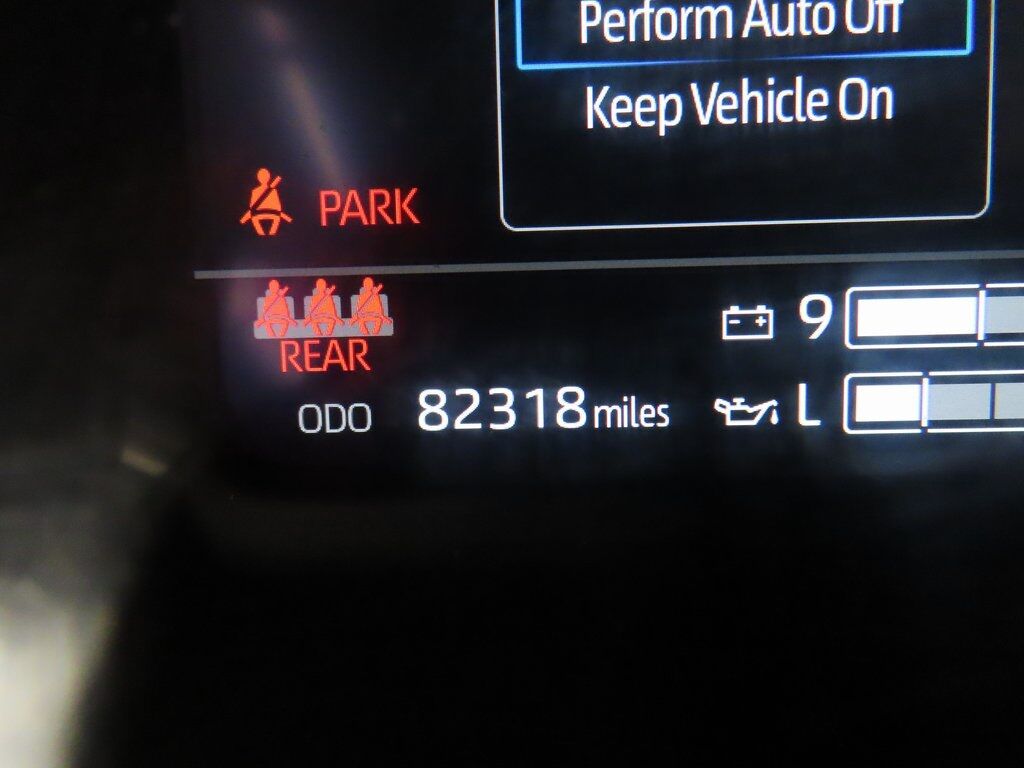 Perform Auto Off
Keep Vehicle On
PARK
REAR
9
ODO 82318 miles
L